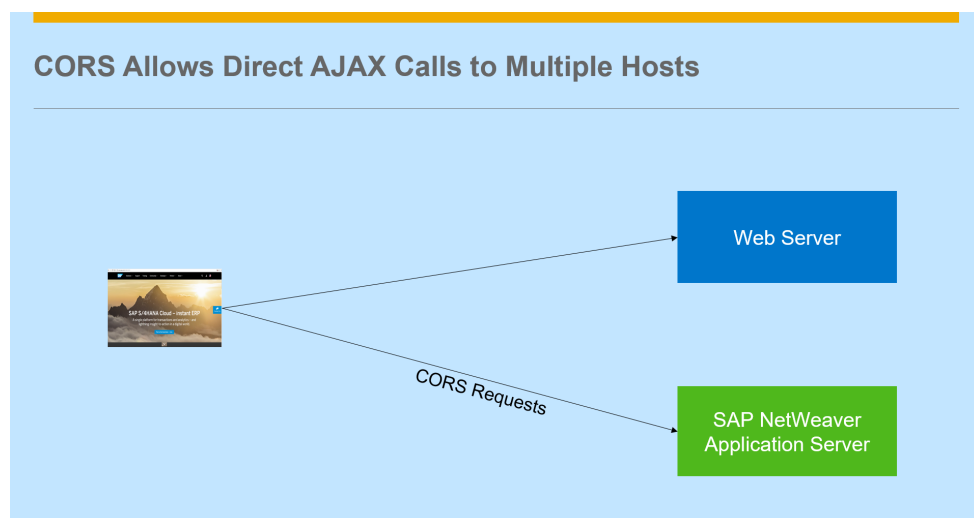 CORS Allows Direct AJAX Calls to Multiple Hosts
Web Server
SAP S/4HANA Cloud – instant ERP
CORS Requests
SAP NetWeaver
Application Server